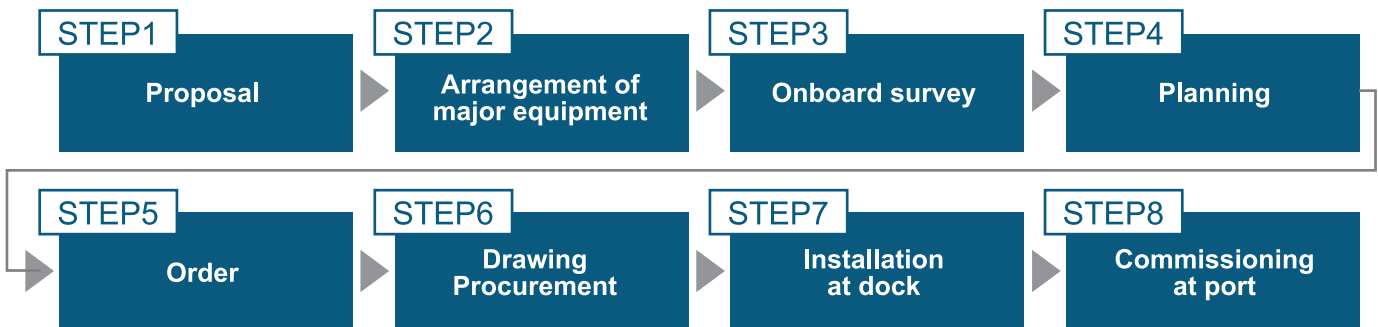 STEP1
Proposal
STEP2
Arrangement of
major equipment
STEP3
Onboard survey
STEP4
Planning
STEP5
Order
STEP6
Drawing
Procurement
STEP7
Installation
at dock
STEP8
Commissioning
at port